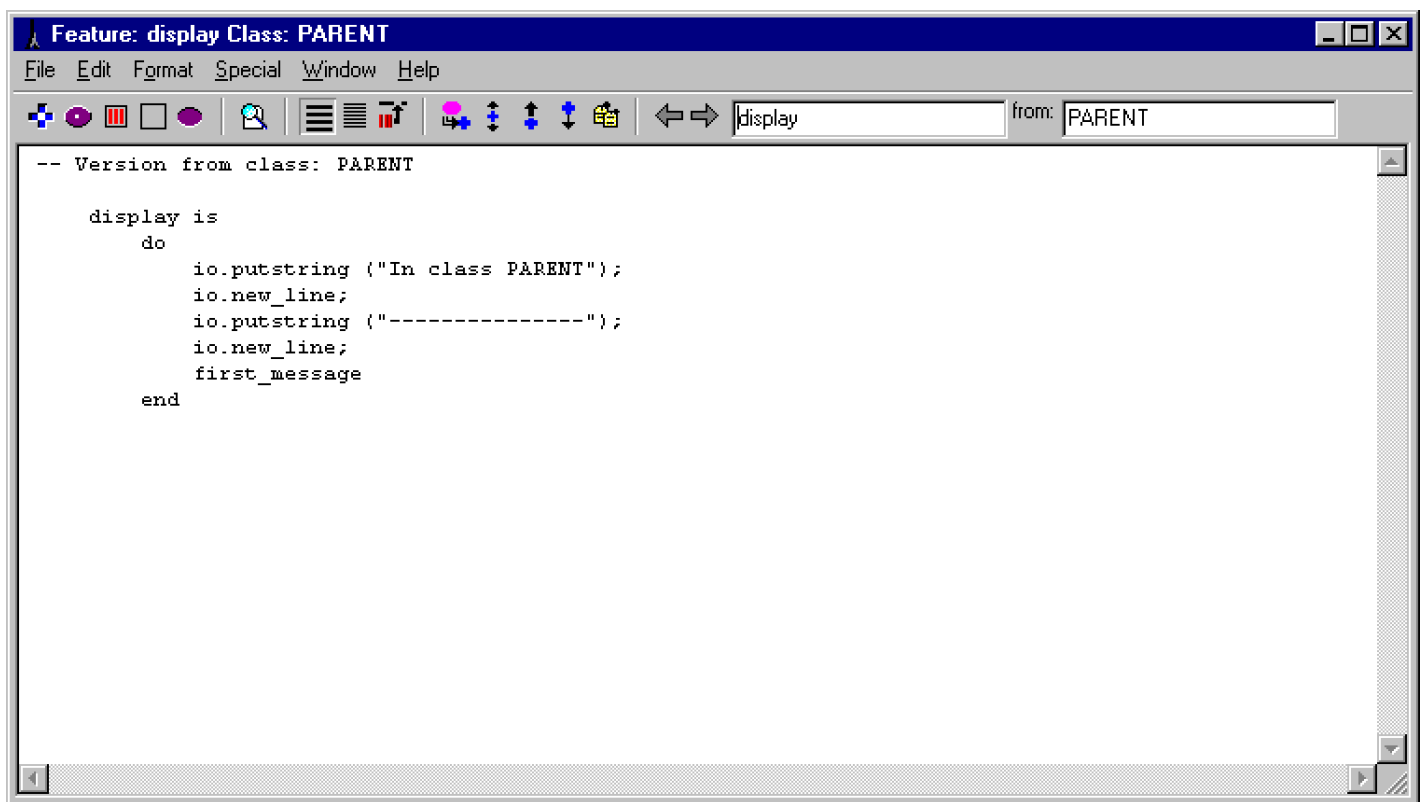 Feature: display Class: PARENT
File Edit Format Special Window Help
display from: PARENT
-- Version from class: PARENT
display is
do
io.putstring ("In class PARENT");
io.new_line;
io.putstring ("---------------");
io.new_line;
first_message
end